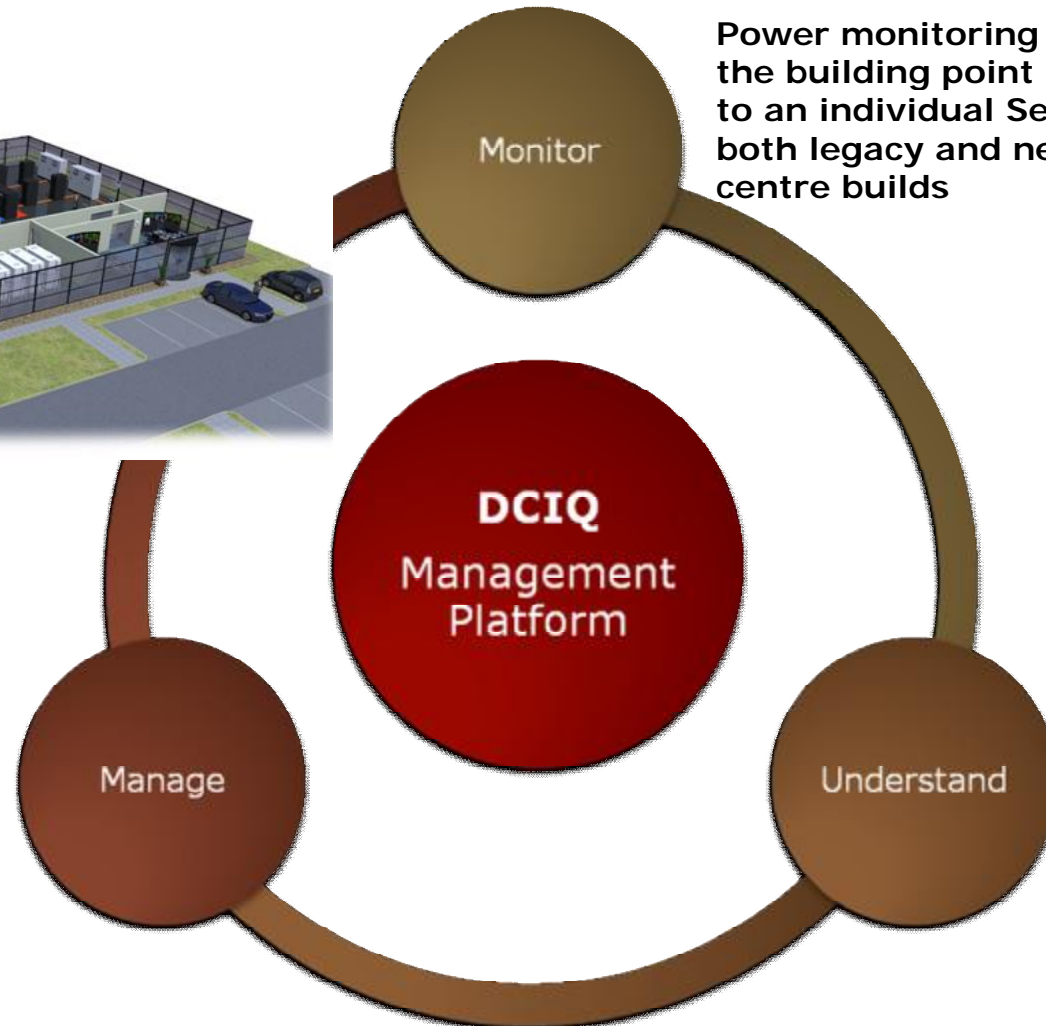 Power monitoring
the building point
to an individual Se
both legacy and ne
centre builds
Monitor
DCIQ
Management
Platform
Manage
Understand